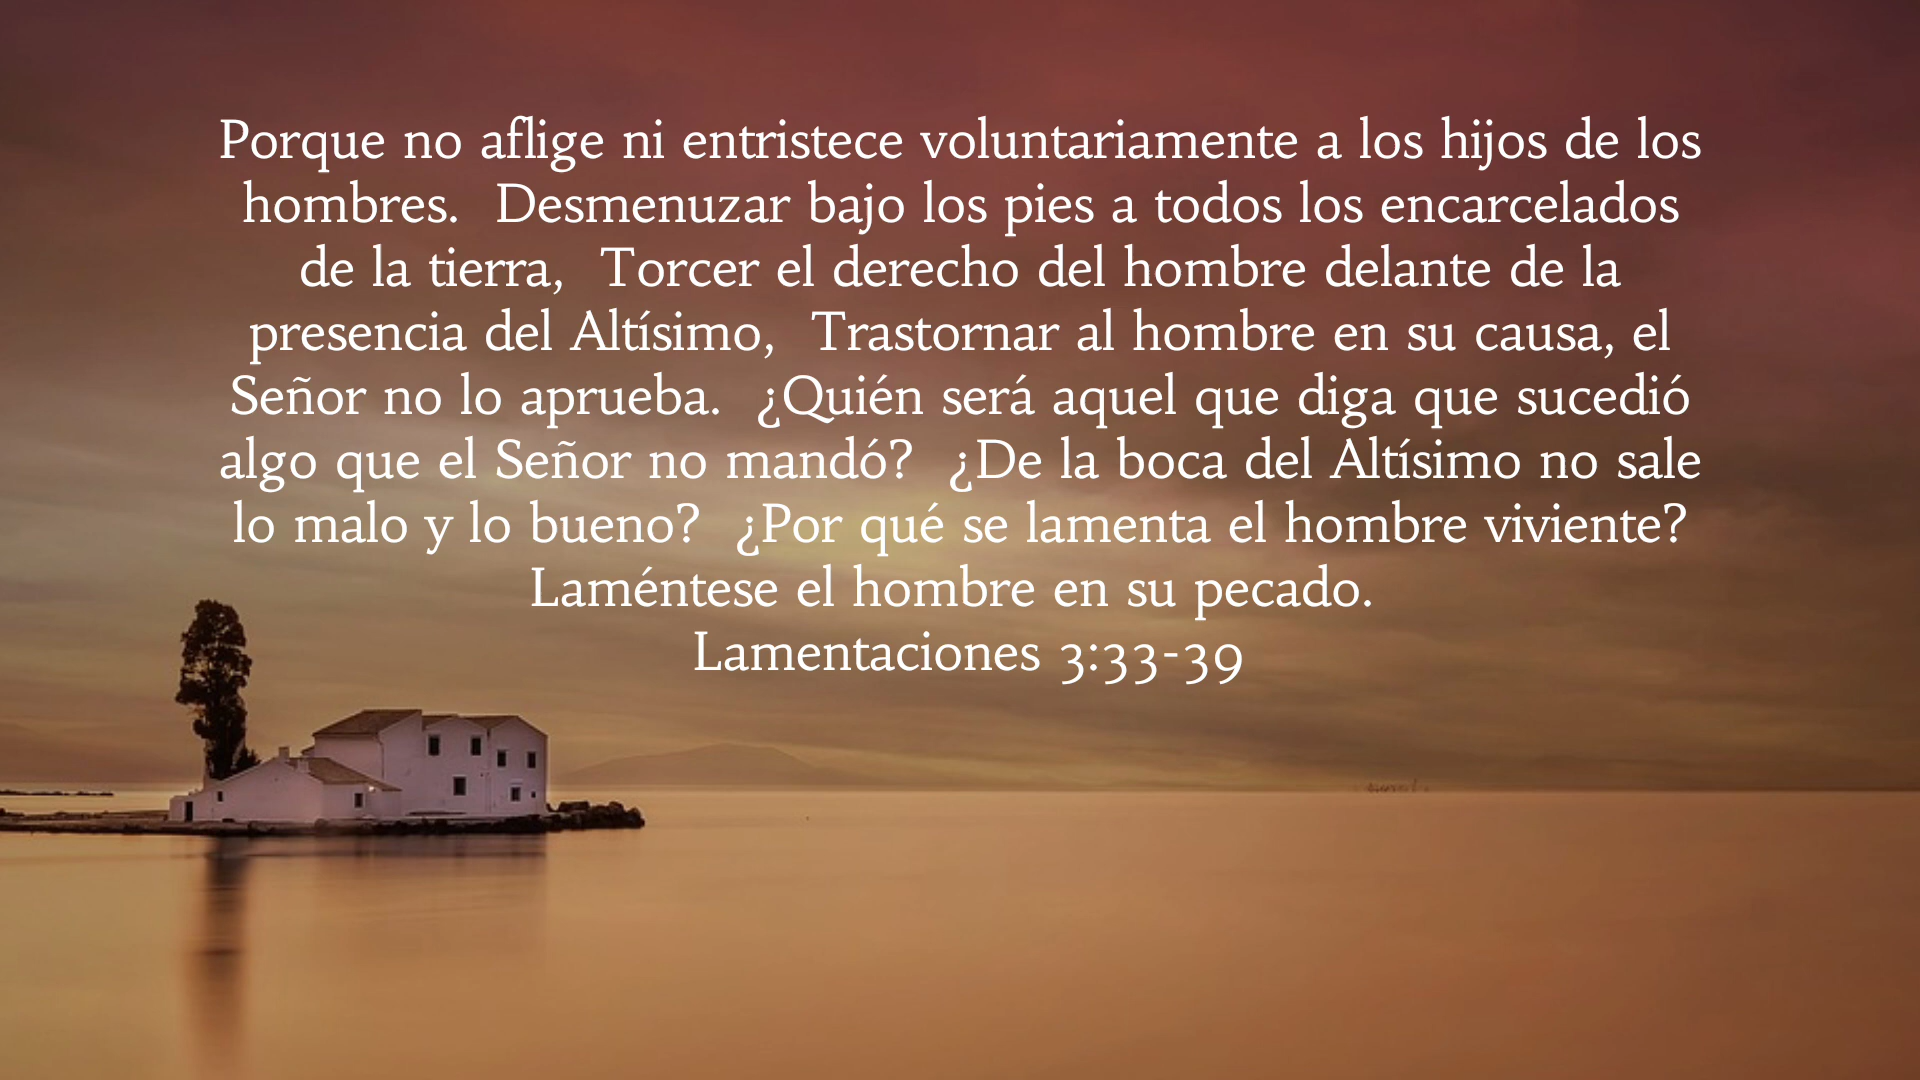 Porque no aflige ni entristece voluntariamente a los hijos de los
hombres.  Desmenuzar bajo los pies a todos los encarcelados
de la tierra,  Torcer el derecho del hombre delante de la
presencia del Altísimo,  Trastornar al hombre en su causa, el
Señor no lo aprueba.  ¿Quién será aquel que diga que sucedió
algo que el Señor no mandó?  ¿De la boca del Altísimo no sale
lo malo y lo bueno?  ¿Por qué se lamenta el hombre viviente?
Laméntese el hombre en su pecado.
Lamentaciones 3:33-39